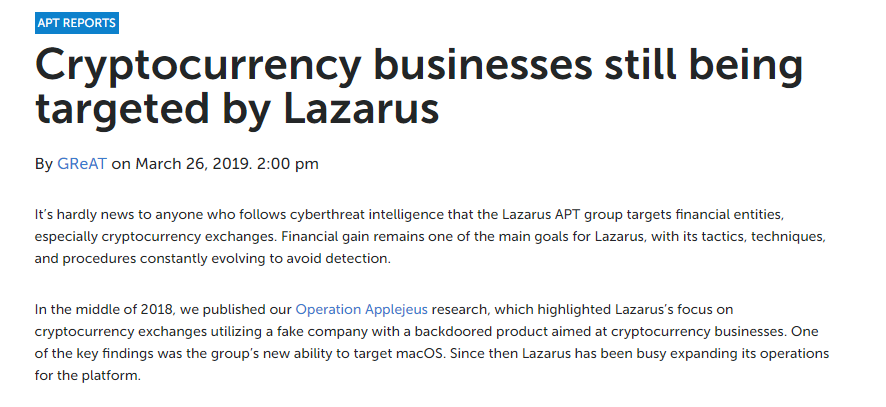 APT REPORTS
Cryptocurrency businesses still being
targeted by Lazarus
By GReAT on March 26, 2019. 2:00 pm
It’s hardly news to anyone who follows cyberthreat intelligence that the Lazarus APT group targets financial entities,
especially cryptocurrency exchanges. Financial gain remains one of the main goals for Lazarus, with its tactics, techniques,
and procedures constantly evolving to avoid detection.
In the middle of 2018, we published our Operation Applejeus research, which highlighted Lazarus’s focus on
cryptocurrency exchanges utilizing a fake company with a backdoored product aimed at cryptocurrency businesses. One
of the key findings was the group’s new ability to target macOS. Since then Lazarus has been busy expanding its operations
for the platform.